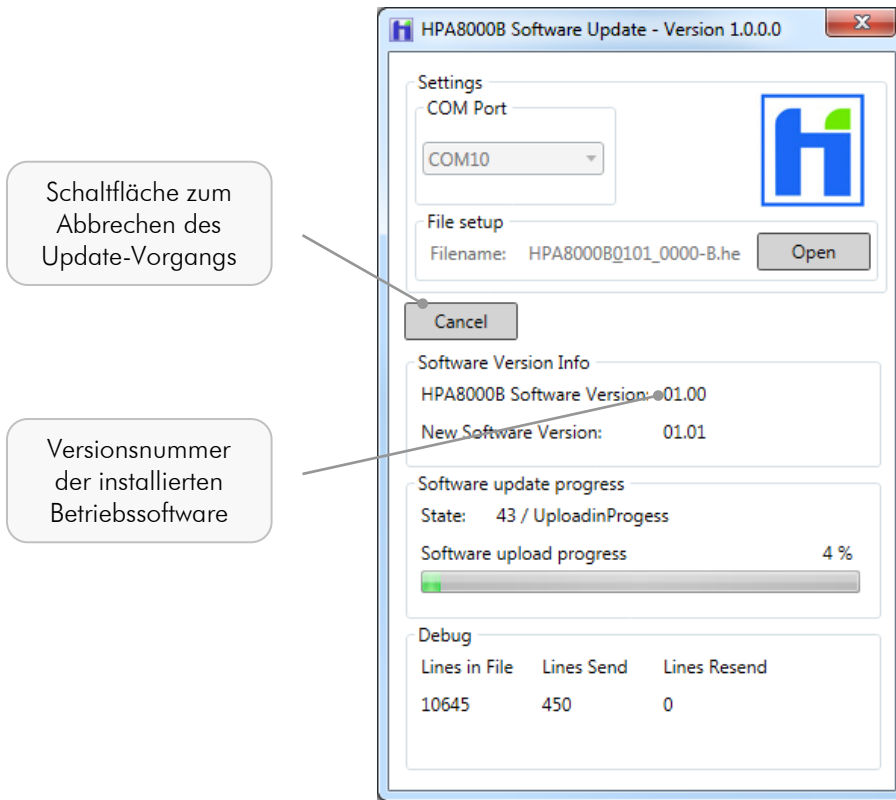 HPA8000B Software Update - Version 1.0.0.0
Settings
COM Port
COM10
Schaltfläche zum
Abbrechen des
Update-Vorgangs
File setup
Filename: HPA8000B0101_0000-B.he
Open
Cancel
Software Version Info
HPA8000B Software Version: 01.00
New Software Version: 01.01
Versionsnummer
der installierten
Betriebssoftware
Software update progress
State: 43 / UploadinProgess
Software upload progress 4 %
Debug
Lines in File Lines Send Lines Resend
10645 450 0